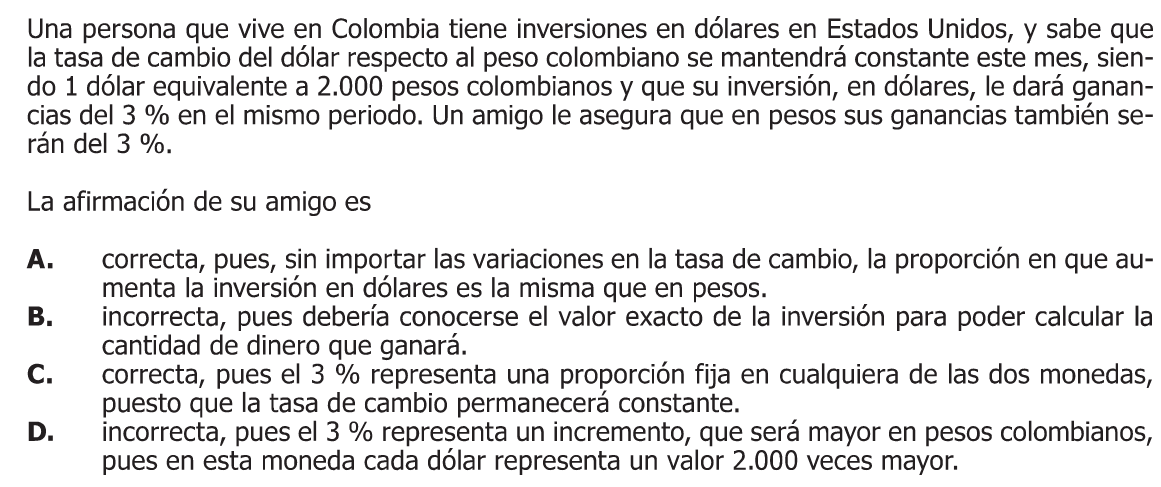 Una persona que vive en Colombia tiene inversiones en dólares en Estados Unidos, y sabe que
la tasa de cambio del dólar respecto al peso colombiano se mantendrá constante este mes, sien-
do 1 dólar equivalente a 2.000 pesos colombianos y que su inversión, en dólares, le dará ganan-
cias del 3 % en el mismo periodo. Un amigo le asegura que en pesos sus ganancias también se-
rán del 3 %.
La afirmación de su amigo es
A. correcta, pues, sin importar las variaciones en la tasa de cambio, la proporción en que au-
menta la inversión en dólares es la misma que en pesos.
B. incorrecta, pues debería conocerse el valor exacto de la inversión para poder calcular la
cantidad de dinero que ganará.
C. correcta, pues el 3 % representa una proporción fija en cualquiera de las dos monedas,
puesto que la tasa de cambio permanecerá constante.
D. incorrecta, pues el 3 % representa un incremento, que será mayor en pesos colombianos,
pues en esta moneda cada dólar representa un valor 2.000 veces mayor.